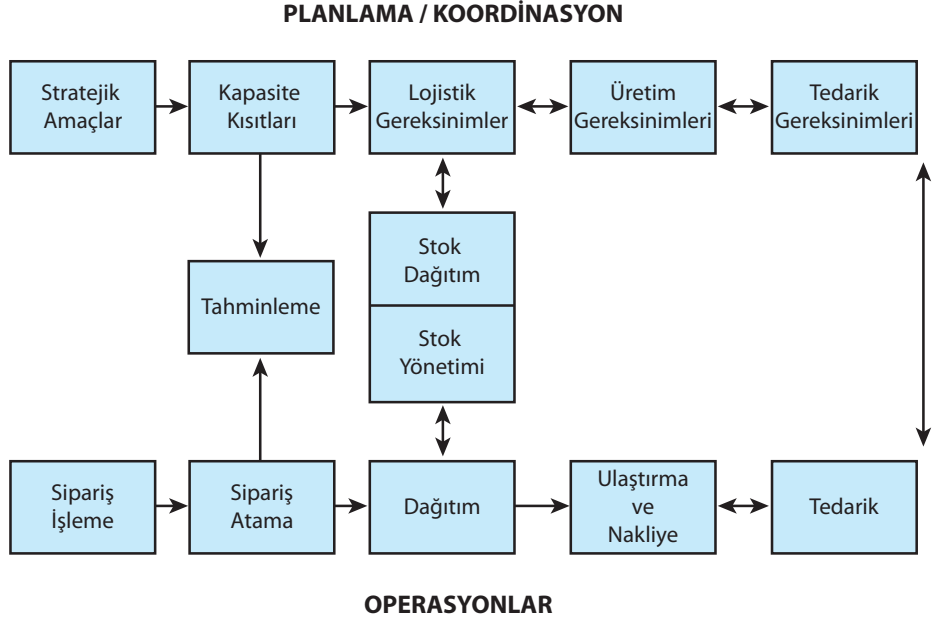 PLANLAMA / KOORDİNASYON
Stratejik
Amaçlar
Kapasite
Kısıtları
Lojistik
Gereksinimler
Üretim
Gereksinimleri
Tedarik
Gereksinimleri
Stok
Dağıtım
Tahminleme
Stok
Yönetimi
Sipariş
İşleme
Sipariş
Atama
Dağıtım
Ulaştırma
ve
Nakliye
Tedarik
OPERASYONLAR